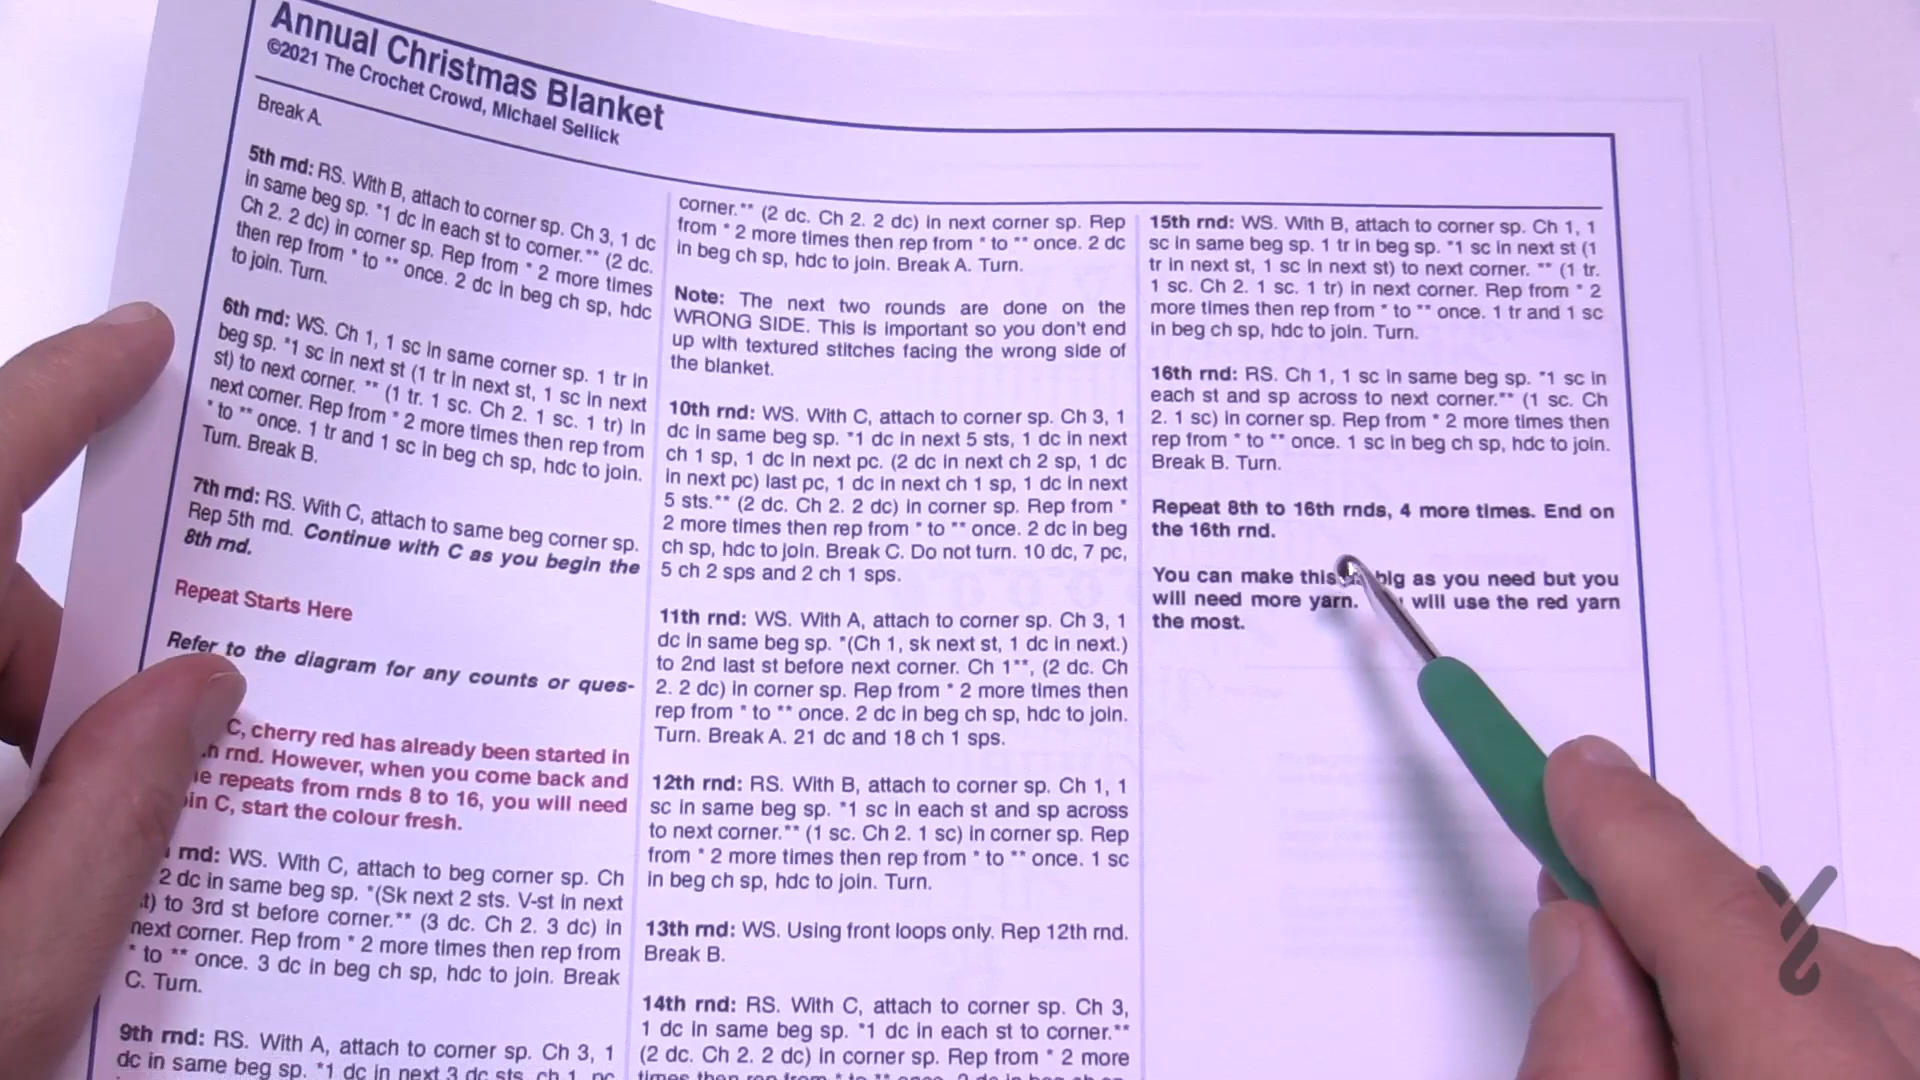 Annual Christmas Blanket
©2021 The Crochet Crowd, Michael Sellick
Break A.
5th rnd: RS. With B, attach to corner sp. Ch 3, 1 dc
in same beg sp. *1 dc in each st to corner.** (2 dc.
Ch 2. 2 dc) in corner sp. Rep from * 2 more times
then rep from * to ** once. 2 dc in beg ch sp, hdc
to join. Turn.
6th rnd: WS. Ch 1, 1 sc in same corner sp. 1 tr in
beg sp. *1 sc in next st (1 tr in next st, 1 sc in next
st) to next corner. ** (1 tr. 1 sc. Ch 2. 1 sc. 1 tr) in
next corner. Rep from * 2 more times then rep from
* to ** once. 1 tr and 1 sc in beg ch sp, hdc to join.
Turn. Break B.
7th rnd: RS. With C, attach to same beg corner sp.
Rep 5th rnd. Continue with C as you begin the
8th rnd.
Repeat Starts Here
Refer to the diagram for any counts or ques-
C, cherry red has already been started in
rnd. However, when you come back and
repeats from rnds 8 to 16, you will need
C, start the colour fresh.
rnd: WS. With C, attach to beg corner sp. Ch
2 dc in same beg sp. *(Sk next 2 sts. V-st in next
to 3rd st before corner.** (3 dc. Ch 2. 3 dc) in
next corner. Rep from * 2 more times then rep from
* to ** once. 3 dc in beg ch sp, hdc to join. Break
C. Turn.
9th rnd: RS. With A, attach to corner sp. Ch 3, 1
dc in same beg sp. *1 dc in next 3 dc sts, ch 1, pc
corner.** (2 dc. Ch 2. 2 dc) in next corner sp. Rep
from * 2 more times then rep from * to ** once. 2 dc
in beg ch sp, hdc to join. Break A. Turn.
Note: The next two rounds are done on the
WRONG SIDE. This is important so you don't end
up with textured stitches facing the wrong side of
the blanket.
10th rnd: WS. With C, attach to corner sp. Ch 3, 1
dc in same beg sp. *1 dc in next 5 sts, 1 dc in next
ch 1 sp, 1 dc in next pc. (2 dc in next ch 2 sp, 1 dc
in next pc) last pc, 1 dc in next ch 1 sp, 1 dc in next
5 sts.** (2 dc. Ch 2. 2 dc) in corner sp. Rep from *
2 more times then rep from * to ** once. 2 dc in beg
ch sp, hdc to join. Break C. Do not turn. 10 dc, 7 pc,
5 ch 2 sps and 2 ch 1 sps.
11th rnd: WS. With A, attach to corner sp. Ch 3, 1
dc in same beg sp. *(Ch 1, sk next st, 1 dc in next.)
to 2nd last st before next corner. Ch 1**, (2 dc. Ch
2. 2 dc) in corner sp. Rep from * 2 more times then
rep from * to ** once. 2 dc in beg ch sp, hdc to join.
Turn. Break A. 21 dc and 18 ch 1 sps.
12th rnd: RS. With B, attach to corner sp. Ch 1, 1
sc in same beg sp. *1 sc in each st and sp across
to next corner.** (1 sc. Ch 2. 1 sc) in corner sp. Rep
from * 2 more times then rep from * to ** once. 1 sc
in beg ch sp, hdc to join. Turn.
13th rnd: WS. Using front loops only. Rep 12th rnd.
Break B.
14th rnd: RS. With C, attach to corner sp. Ch 3,
1 dc in same beg sp. *1 dc in each st to corner.**
(2 dc. Ch 2. 2 dc) in corner sp. Rep from * 2 more
times then rep from * to ** once. 2 dc in beg ch sp
15th rnd: WS. With B, attach to corner sp. Ch 1, 1
sc in same beg sp. 1 tr in beg sp. *1 sc in next st (1
tr in next st, 1 sc in next st) to next corner. ** (1 tr.
1 sc. Ch 2. 1 sc. 1 tr) in next corner. Rep from * 2
more times then rep from * to ** once. 1 tr and 1 sc
in beg ch sp, hdc to join. Turn.
16th rnd: RS. Ch 1, 1 sc in same beg sp. *1 sc in
each st and sp across to next corner.** (1 sc. Ch
2. 1 sc) in corner sp. Rep from * 2 more times then
rep from * to ** once. 1 sc in beg ch sp, hdc to join.
Break B. Turn.
Repeat 8th to 16th rnds, 4 more times. End on
the 16th rnd.
You can make this big as you need but you
will need more yarn. will use the red yarn
the most.